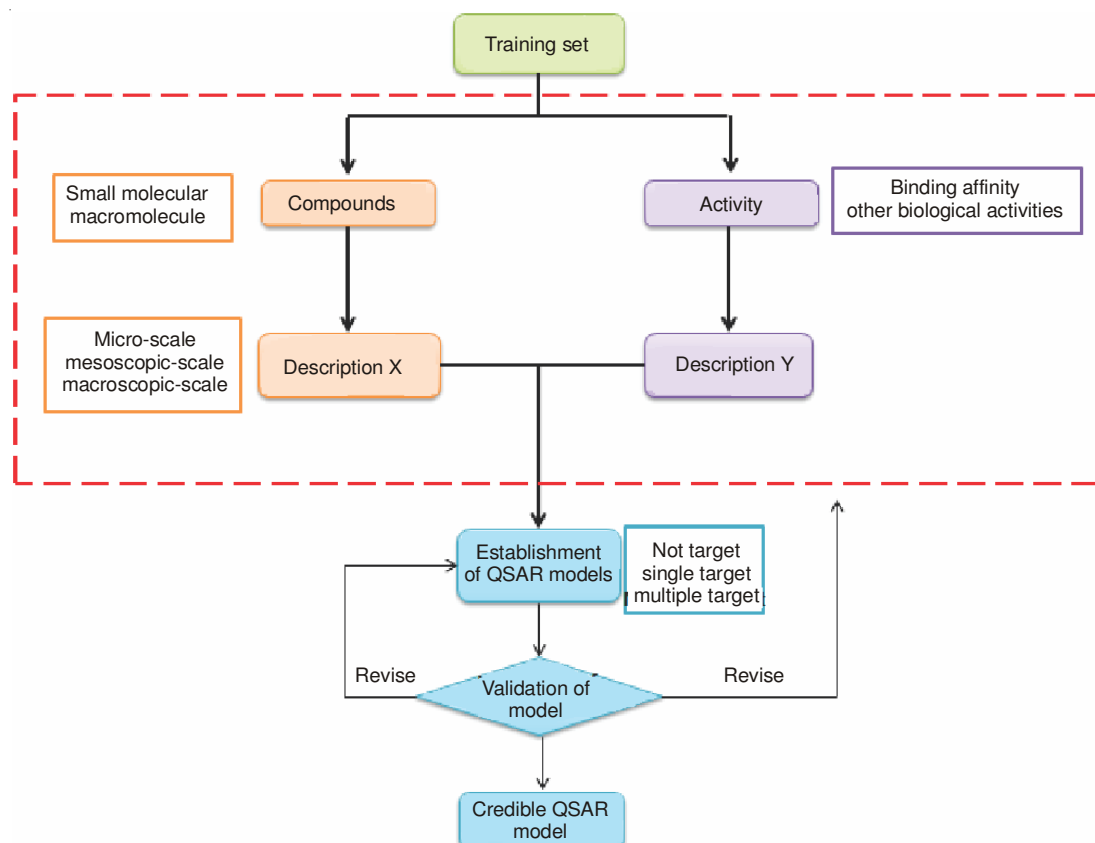 Training set
Small molecular
macromolecule
Compounds
Activity
Binding affinity
other biological activities
Micro-scale
mesoscopic-scale
macroscopic-scale
Description X
Description Y
Establishment
of QSAR models
Not target
single target
multiple target
Revise
Validation of
model
Revise
Credible QSAR
model